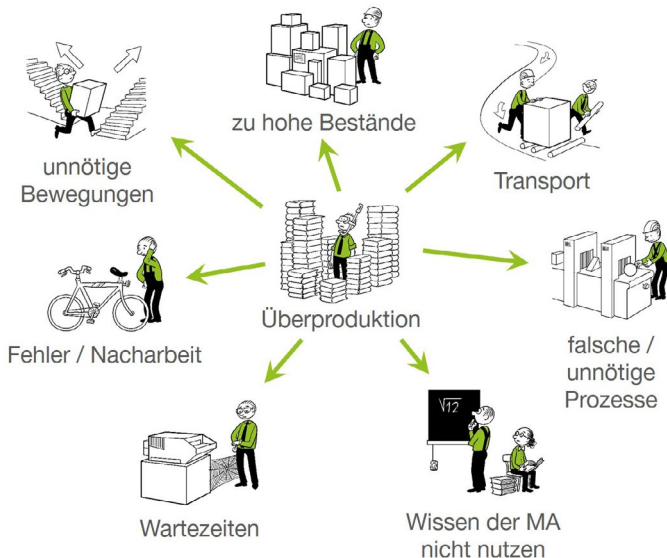 zu hohe Bestände
unnötige
Bewegungen
Transport
Überproduktion
Fehler / Nacharbeit
falsche /
unnötige
Prozesse
√12
Wartezeiten
Wissen der MA
nicht nutzen